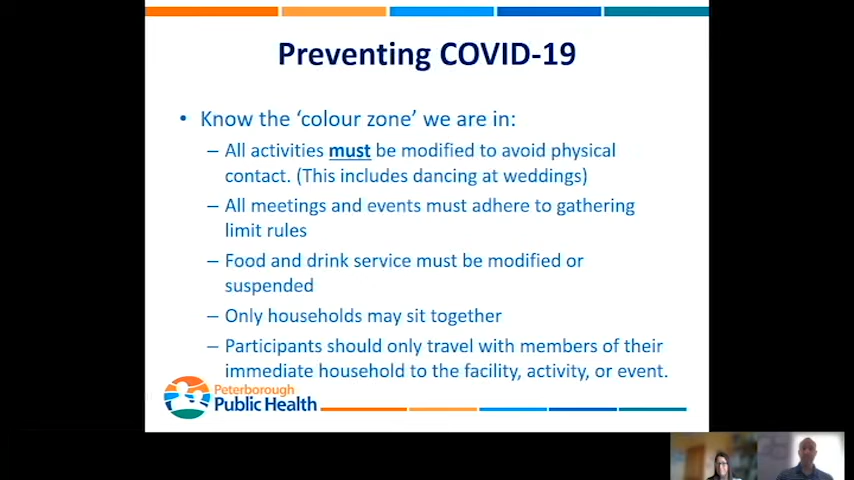 Preventing COVID-19
• Know the ‘colour zone’ we are in:
– All activities must be modified to avoid physical
contact. (This includes dancing at weddings)
– All meetings and events must adhere to gathering
limit rules
– Food and drink service must be modified or
suspended
– Only households may sit together
– Participants should only travel with members of their
immediate household to the facility, activity, or event.
Peterborough
Public Health